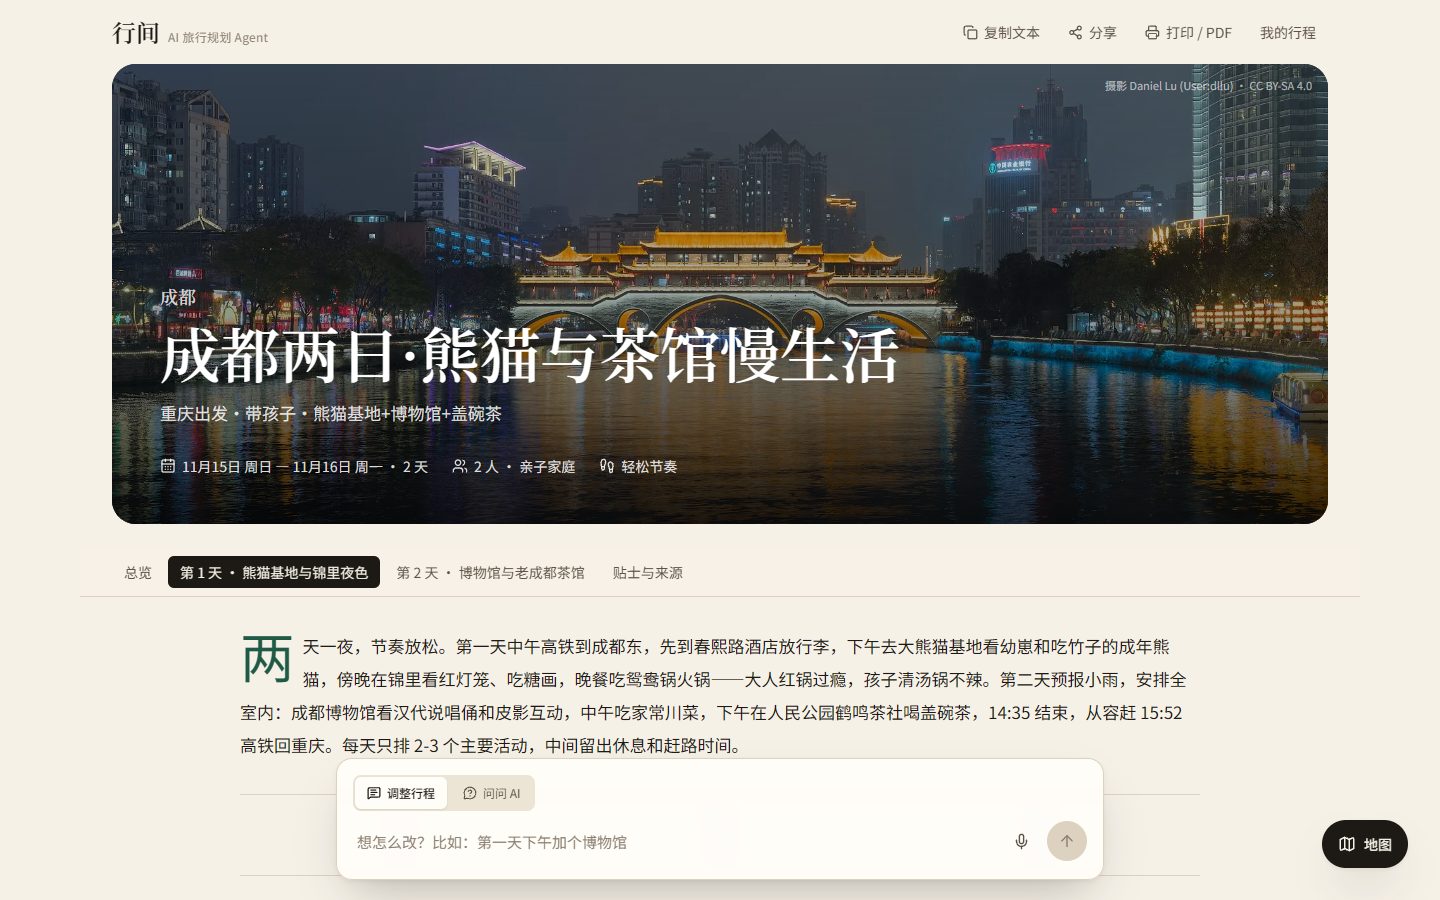 行间 AI 旅行规划 Agent
复制文本 分享 打印 / PDF 我的行程
摄影 Daniel Lu (User:dllu) · CC BY-SA 4.0
中国农业银行
成都
成都两日·熊猫与茶馆慢生活
重庆出发·带孩子·熊猫基地+博物馆+盖碗茶
11月15日 周日 — 11月16日 周一 · 2 天 2 人 · 亲子家庭 轻松节奏
总览 第 1 天 · 熊猫基地与锦里夜色 第 2 天 · 博物馆与老成都茶馆 贴士与来源
两天一夜，节奏放松。第一天中午高铁到成都东，先到春熙路酒店放行李，下午去大熊猫基地看幼崽和吃竹子的成年熊
猫，傍晚在锦里看红灯笼、吃糖画，晚餐吃鸳鸯锅火锅——大人红锅过瘾，孩子清汤锅不辣。第二天预报小雨，安排全
室内：成都博物馆看汉代说唱俑和皮影互动，中午吃家常川菜，下午在人民公园鹤鸣茶社喝盖碗茶，14:35 结束，从容赶 15:52
高铁回重庆。每天只排 2-3 个主要活动，中间留出休息和赶路时间。
调整行程 问问 AI
想怎么改？比如：第一天下午加个博物馆
地图